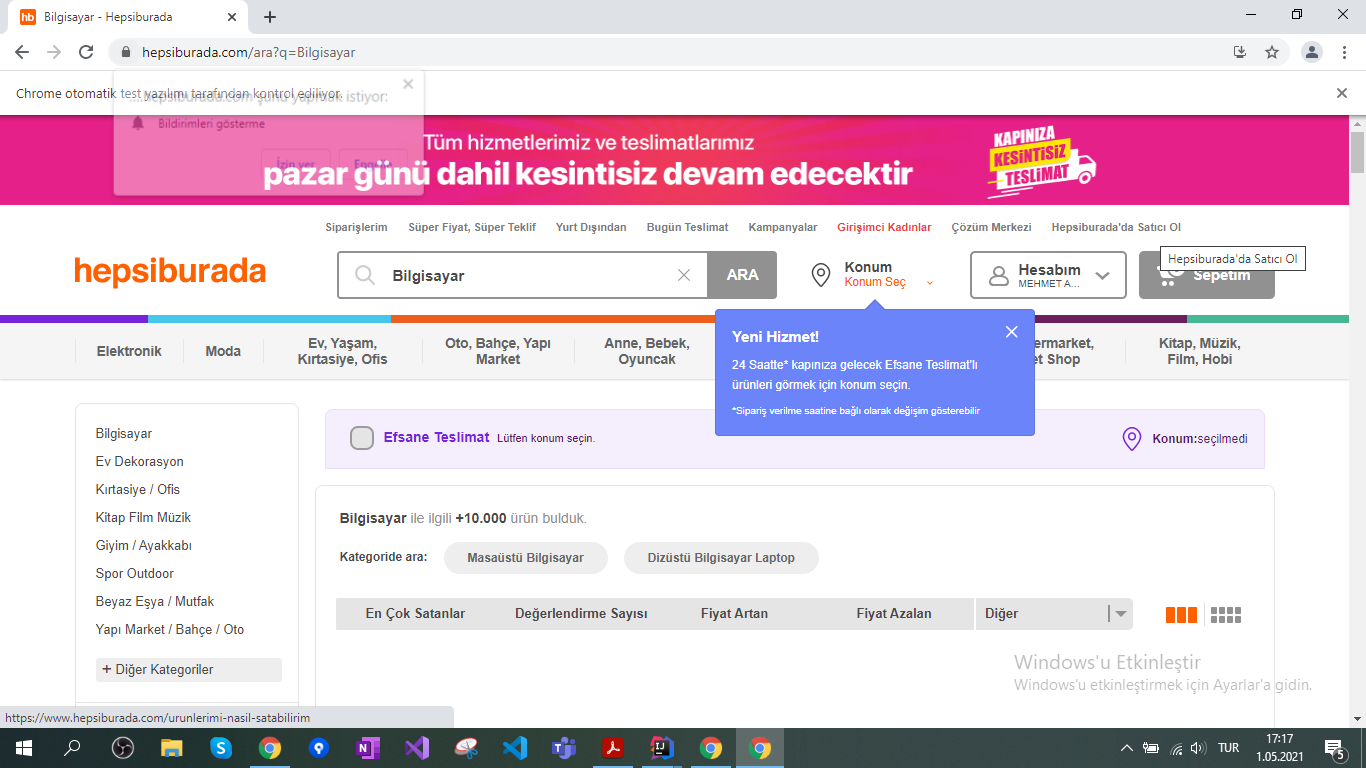 Bilgisayar - Hepsiburada
hepsiburada.com/ara?q=Bilgisayar
Chrome otomatik test yazılımı tarafından kontrol ediliyor.
hepsiburada.com şunu yapmak istiyor:
Bildirimleri gösterme
İzin ver
Engelle
Tüm hizmetlerimiz ve teslimatlarımız
pazar günü dahil kesintisiz devam edecektir
KAPINIZA
KESİNTİSİZ
TESLİMAT
Siparişlerim
Süper Fiyat, Süper Teklif
Yurt Dışından
Bugün Teslimat
Kampanyalar
Girişimci Kadınlar
Çözüm Merkezi
Hepsiburada'da Satıcı Ol
hepsiburada
Bilgisayar
ARA
Konum
Konum Seç
Hesabım
MEHMET A...
Hepsiburada'da Satıcı Ol
Sepetim
Elektronik
Moda
Ev, Yaşam,
Kırtasiye, Ofis
Oto, Bahçe, Yapı
Market
Anne, Bebek,
Oyuncak
ermarket,
et Shop
Kitap, Müzik,
Film, Hobi
Yeni Hizmet!
24 Saatte* kapınıza gelecek Efsane Teslimat'lı
ürünleri görmek için konum seçin.
*Sipariş verilme saatine bağlı olarak değişim gösterebilir
Bilgisayar
Ev Dekorasyon
Kırtasiye / Ofis
Kitap Film Müzik
Giyim / Ayakkabı
Spor Outdoor
Beyaz Eşya / Mutfak
Yapı Market / Bahçe / Oto
+ Diğer Kategoriler
Efsane Teslimat Lütfen konum seçin.
Konum:seçilmedi
Bilgisayar ile ilgili +10.000 ürün bulduk.
Kategoride ara:
Masaüstü Bilgisayar
Dizüstü Bilgisayar Laptop
En Çok Satanlar
Değerlendirme Sayısı
Fiyat Artan
Fiyat Azalan
Diğer
Windows'u Etkinleştir
Windows'u etkinleştirmek için Ayarlar'a gidin.
https://www.hepsiburada.com/urunlerimi-nasil-satabilirim
TUR
17:17
1.05.2021
5